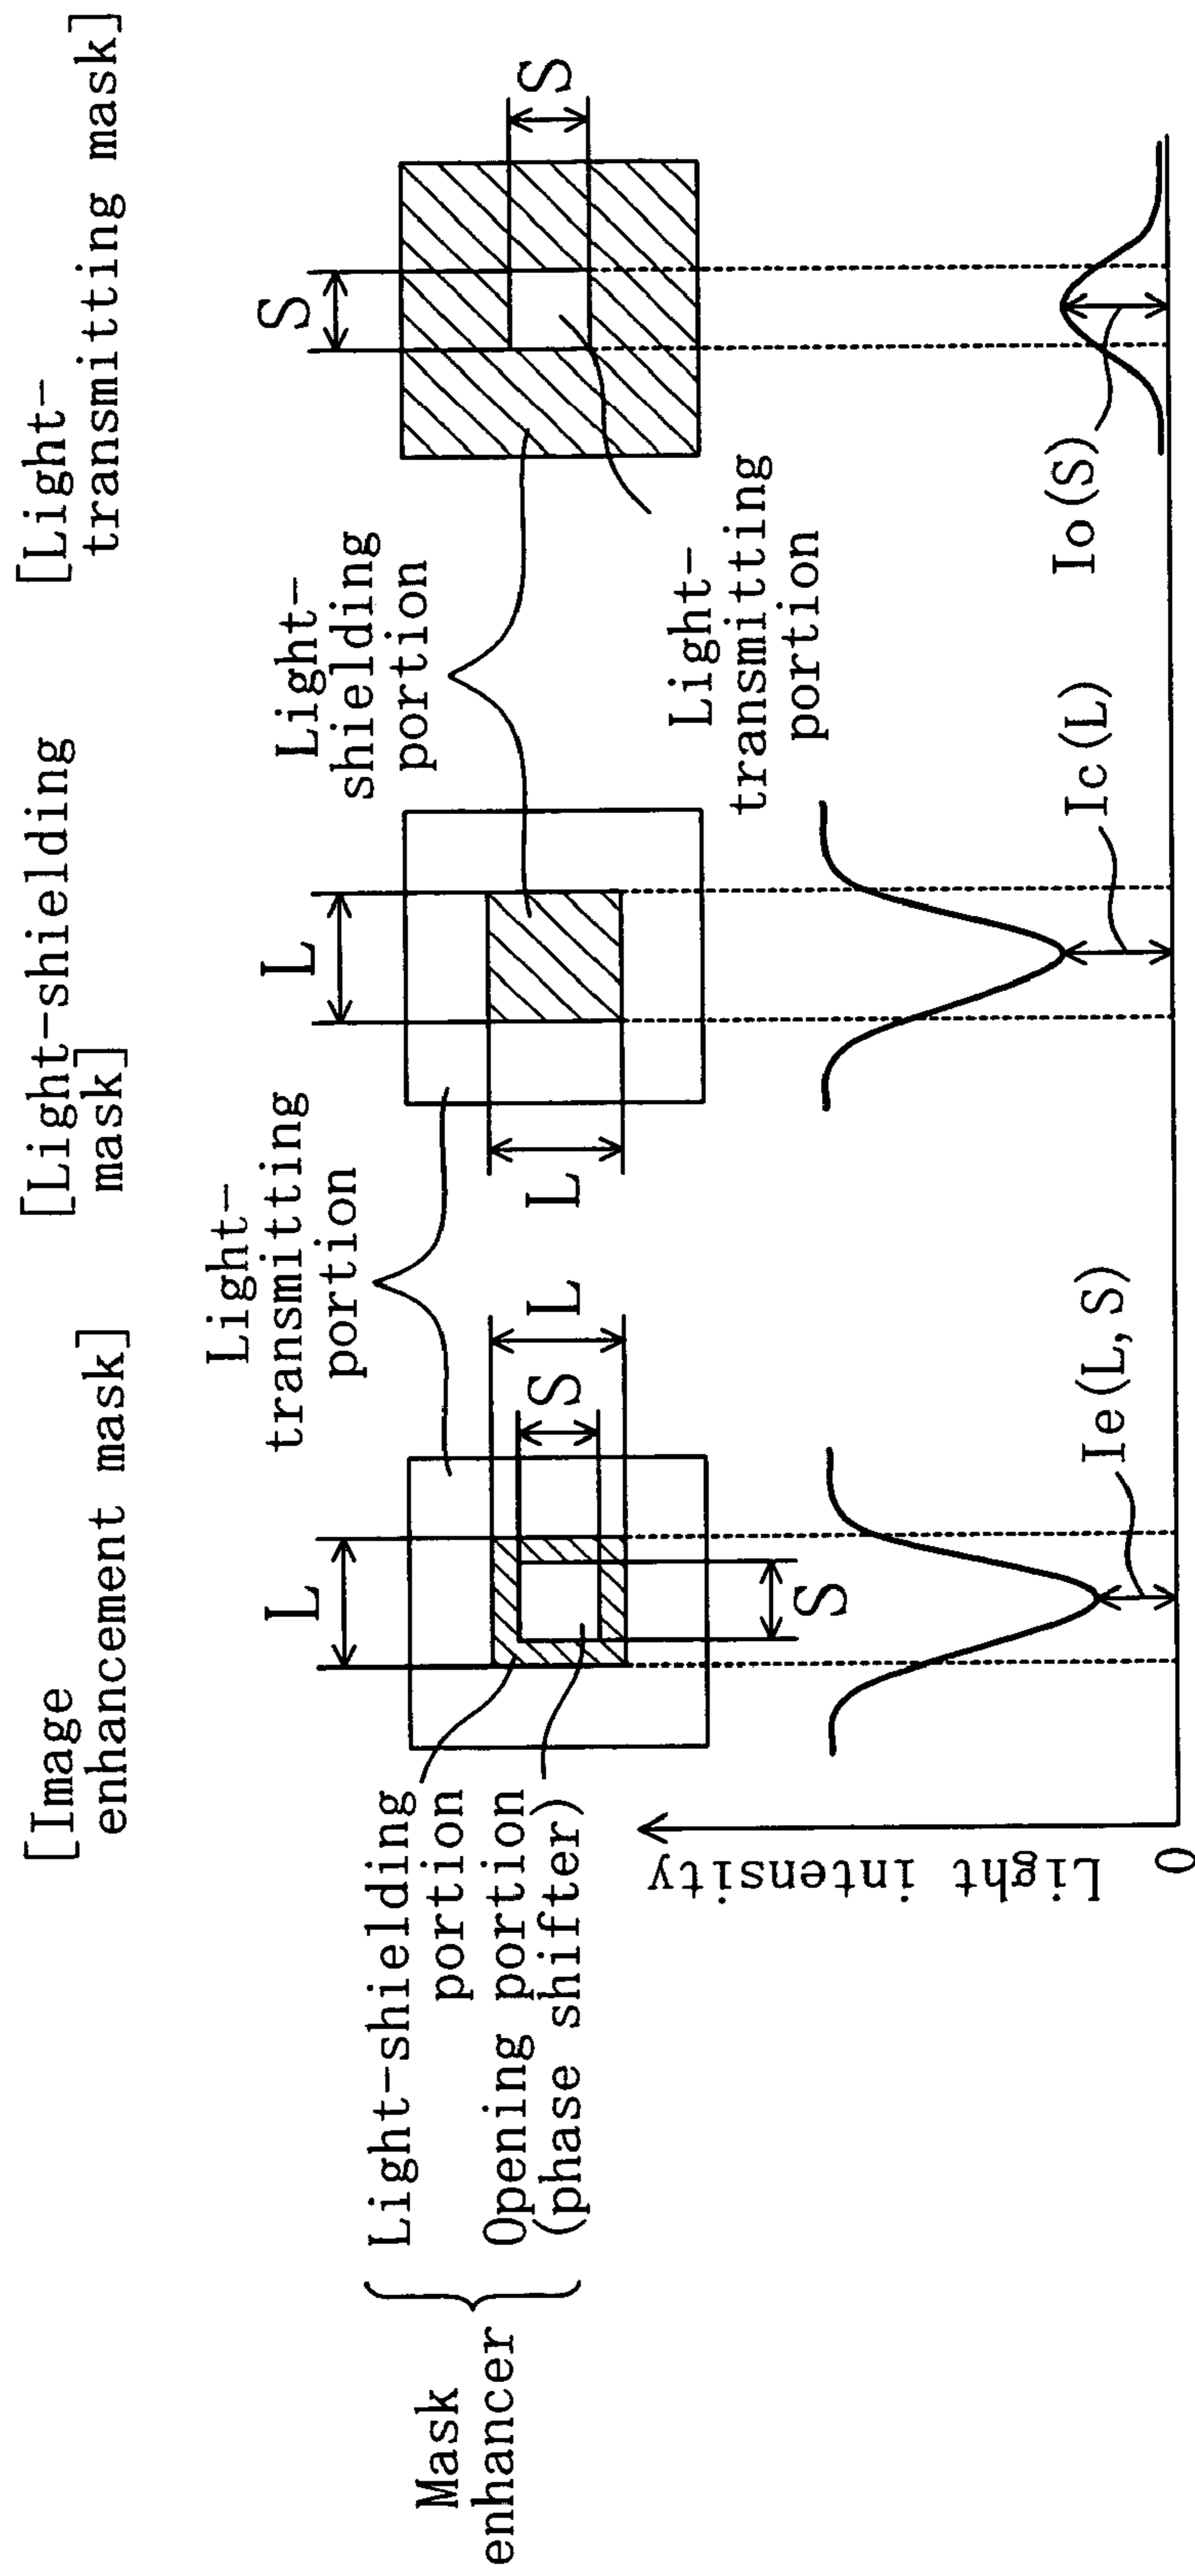 [Image
enhancement mask]
[Light-shielding
mask]
[Light-
transmitting mask]
Mask
enhancer
Light-shielding
portion
Opening portion
(phase shifter)
L
S
L
S
Light-
transmitting
portion
L
L
Light-
shielding
portion
Light-
transmitting
portion
S
S
Light intensity
0
Ie(L,S)
Ic(L)
Io(S)